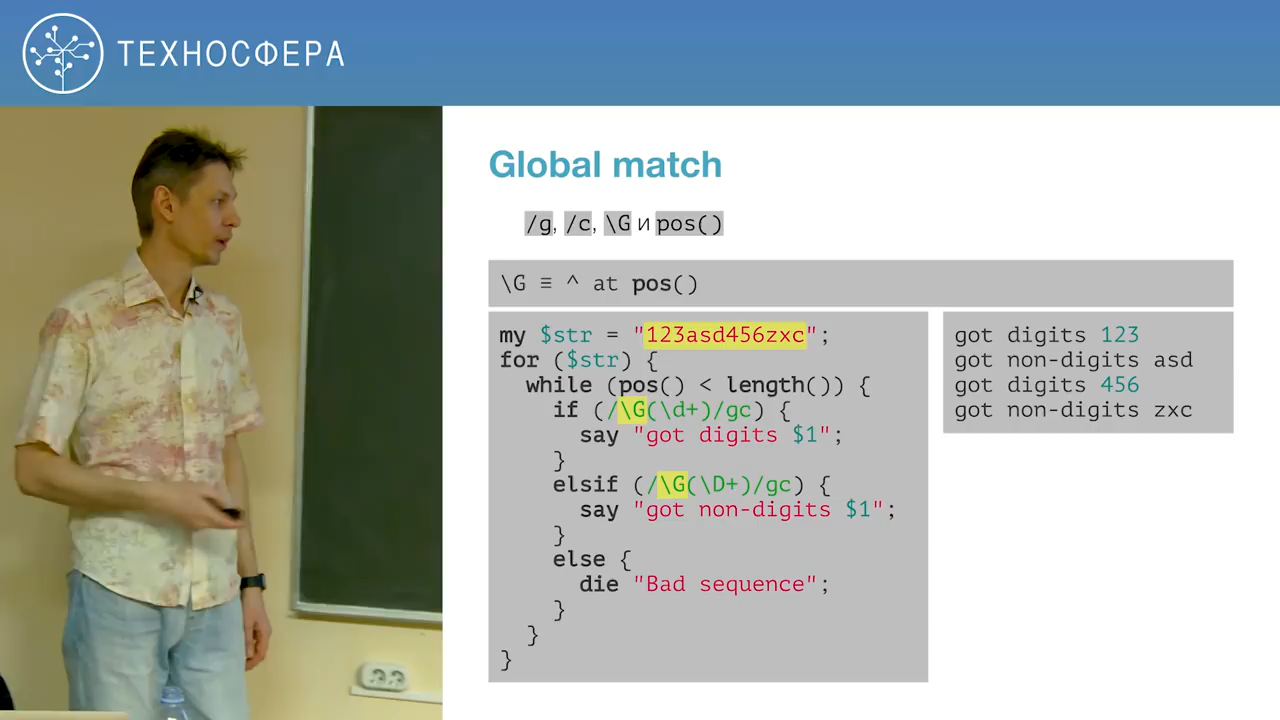 ТЕХНОСФЕРА
Global match
/g, /c, \G и pos()
\G ≡ ^ at pos()
my $str = "123asd456zxc";
for ($str) {
  while (pos() < length()) {
    if (/\G(\d+)/gc) {
      say "got digits $1";
    }
    elsif (/\G(\D+)/gc) {
      say "got non-digits $1";
    }
    else {
      die "Bad sequence";
    }
  }
}
got digits 123
got non-digits asd
got digits 456
got non-digits zxc